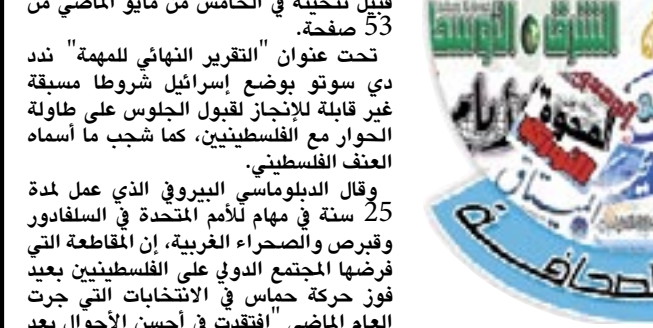 قبيل تنحيته في الخامس من مايو الماضي من
53 صفحة.
تحت عنوان "التقرير النهائي للمهمة" ندد
دي سوتو بوضع إسرائيل شروطا مسبقة
غير قابلة للإنجاز لقبول الجلوس على طاولة
الحوار مع الفلسطينيين، كما شجب ما أسماه
العنف الفلسطيني.
وقال الدبلوماسي البيروفي الذي عمل لمدة
25 سنة في مهام للأمم المتحدة في السلفادور
وقبرص والصحراء الغربية، إن المقاطعة التي
فرضها المجتمع الدولي على الفلسطينيين بعيد
فوز حركة حماس في الانتخابات التي جرت
العام الماضي "افتقدت في أحسن الأحوال بعد
الشرق الأوسط